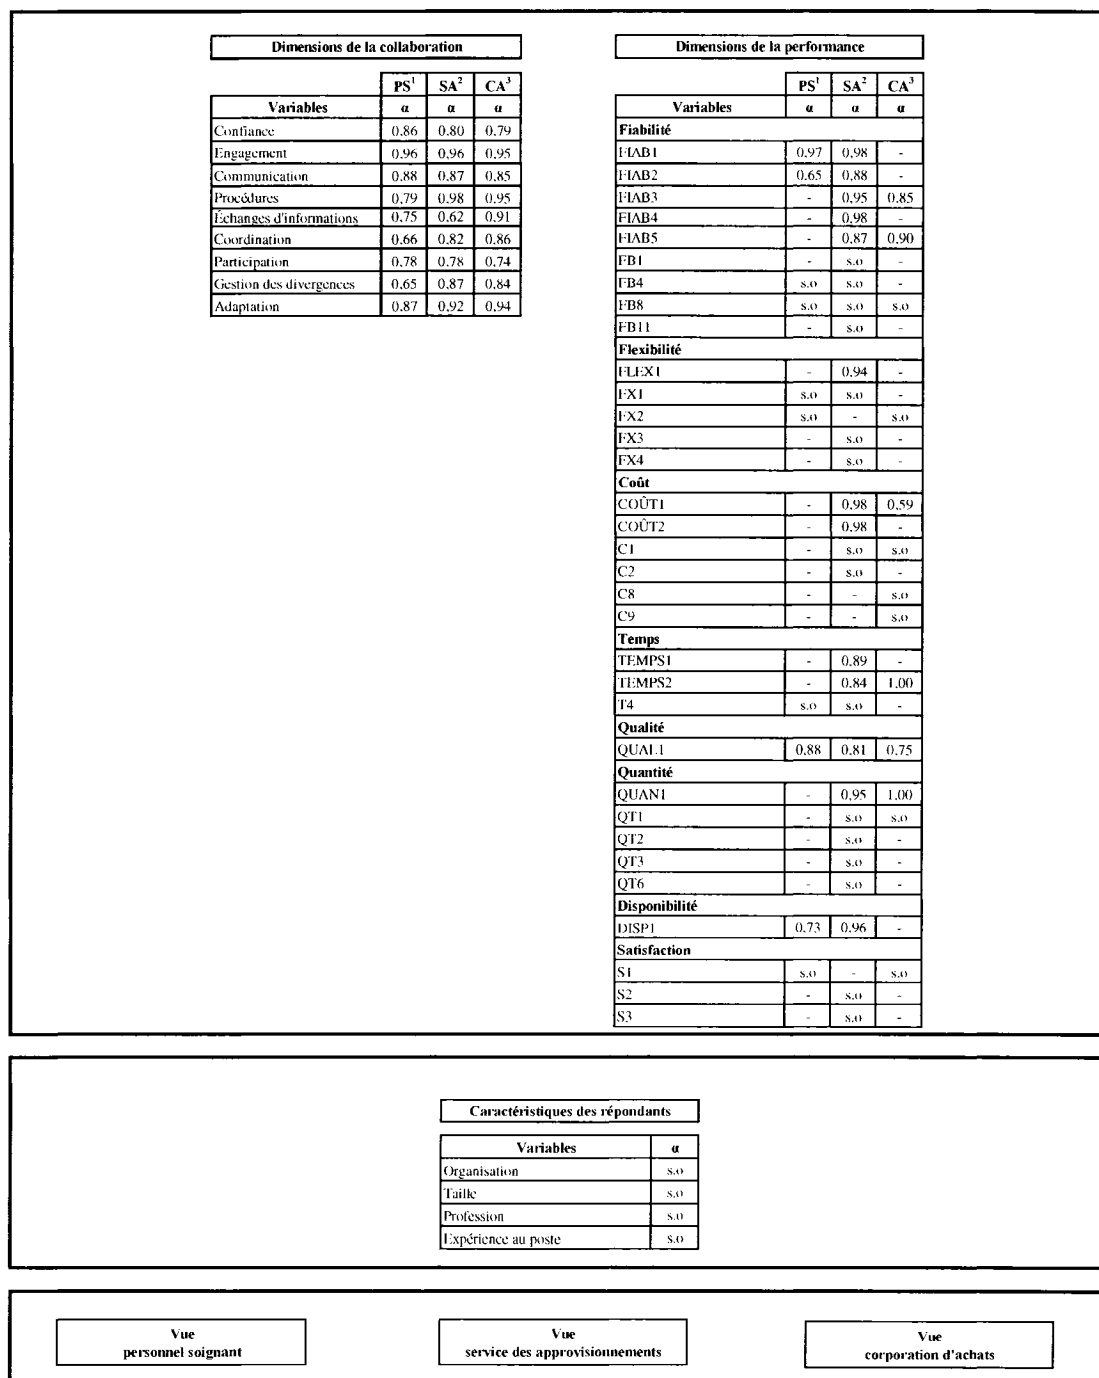 Dimensions de la collaboration
PS¹ SA² CA³
Variables α α α
Confiance 0,86 0,80 0,79
Engagement 0,96 0,96 0,95
Communication 0,88 0,87 0,85
Procédures 0,79 0,98 0,95
Échanges d'informations 0,75 0,62 0,91
Coordination 0,66 0,82 0,86
Participation 0,78 0,78 0,74
Gestion des divergences 0,65 0,87 0,84
Adaptation 0,87 0,92 0,94
Dimensions de la performance
PS¹ SA² CA³
Variables α α α
Fiabilité
FIAB1 0,97 0,98 -
FIAB2 0,65 0,88 -
FIAB3 - 0,95 0,85
FIAB4 - 0,98 -
FIAB5 - 0,87 0,90
FB1 - s.o -
FB4 s.o s.o -
FB8 s.o s.o s.o
FB11 - s.o -
Flexibilité
FLEX1 - 0,94 -
FX1 s.o s.o -
FX2 s.o - s.o
FX3 - s.o -
FX4 - s.o -
Coût
COÛT1 - 0,98 0,59
COÛT2 - 0,98 -
C1 - s.o s.o
C2 - s.o -
C8 - - s.o
C9 - - s.o
Temps
TEMPS1 - 0,89 -
TEMPS2 - 0,84 1,00
T4 s.o s.o -
Qualité
QUAL1 0,88 0,81 0,75
Quantité
QUAN1 - 0,95 1,00
QT1 - s.o s.o
QT2 - s.o -
QT3 - s.o -
QT6 - s.o -
Disponibilité
DISP1 0,73 0,96 -
Satisfaction
S1 s.o - s.o
S2 - s.o -
S3 - s.o -
Caractéristiques des répondants
Variables α
Organisation s.o
Taille s.o
Profession s.o
Expérience au poste s.o
Vue
personnel soignant
Vue
service des approvisionnements
Vue
corporation d'achats